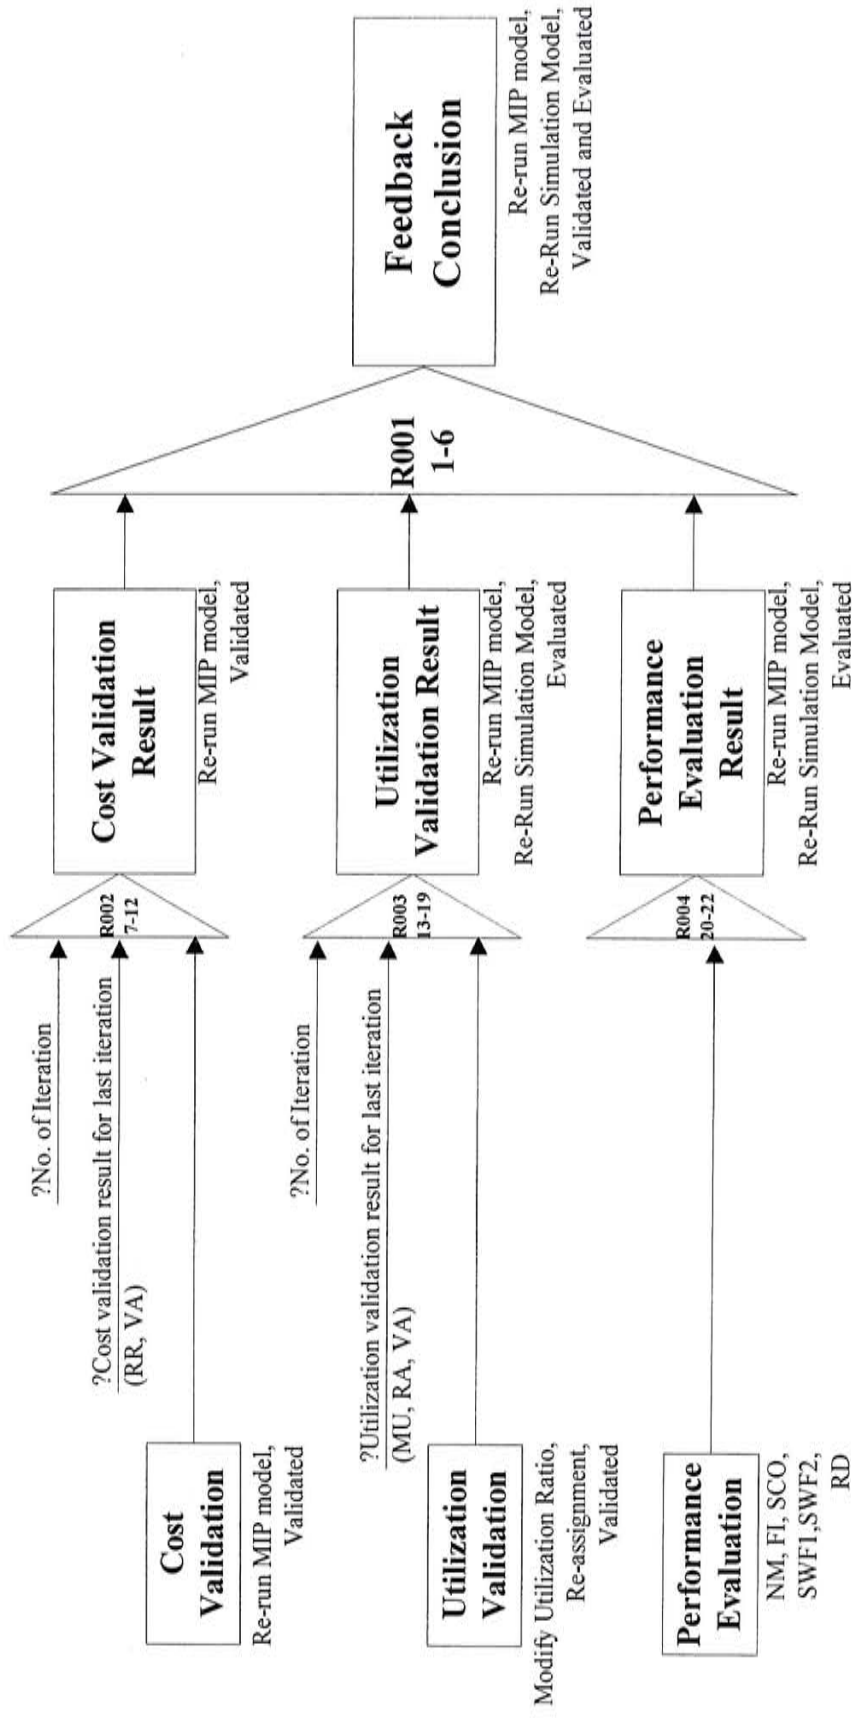 ?No. of Iteration
?Cost validation result for last iteration
(RR, VA)
Cost
Validation
Re-run MIP model,
Validated
R002
7-12
Cost Validation
Result
Re-run MIP model,
Validated
?No. of Iteration
?Utilization validation result for last iteration
(MU, RA, VA)
Utilization
Validation
Modify Utilization Ratio,
Re-assignment,
Validated
R003
13-19
Utilization
Validation Result
Re-run MIP model,
Re-Run Simulation Model,
Evaluated
Performance
Evaluation
NM, FI, SCO,
SWF1,SWF2,
RD
R004
20-22
Performance
Evaluation
Result
Re-run MIP model,
Re-Run Simulation Model,
Evaluated
R001
1-6
Feedback
Conclusion
Re-run MIP model,
Re-Run Simulation Model,
Validated and Evaluated